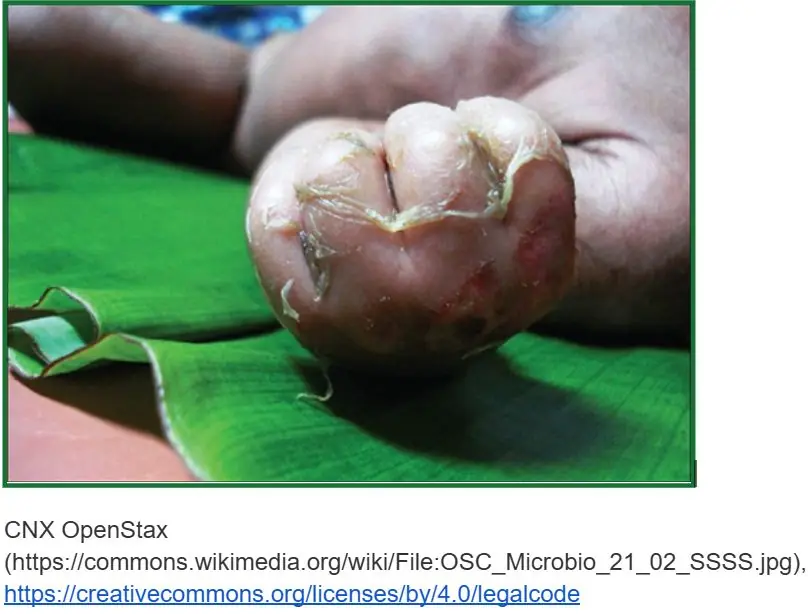 CNX OpenStax
(https://commons.wikimedia.org/wiki/File:OSC_Microbio_21_02_SSSS.jpg),
https://creativecommons.org/licenses/by/4.0/legalcode